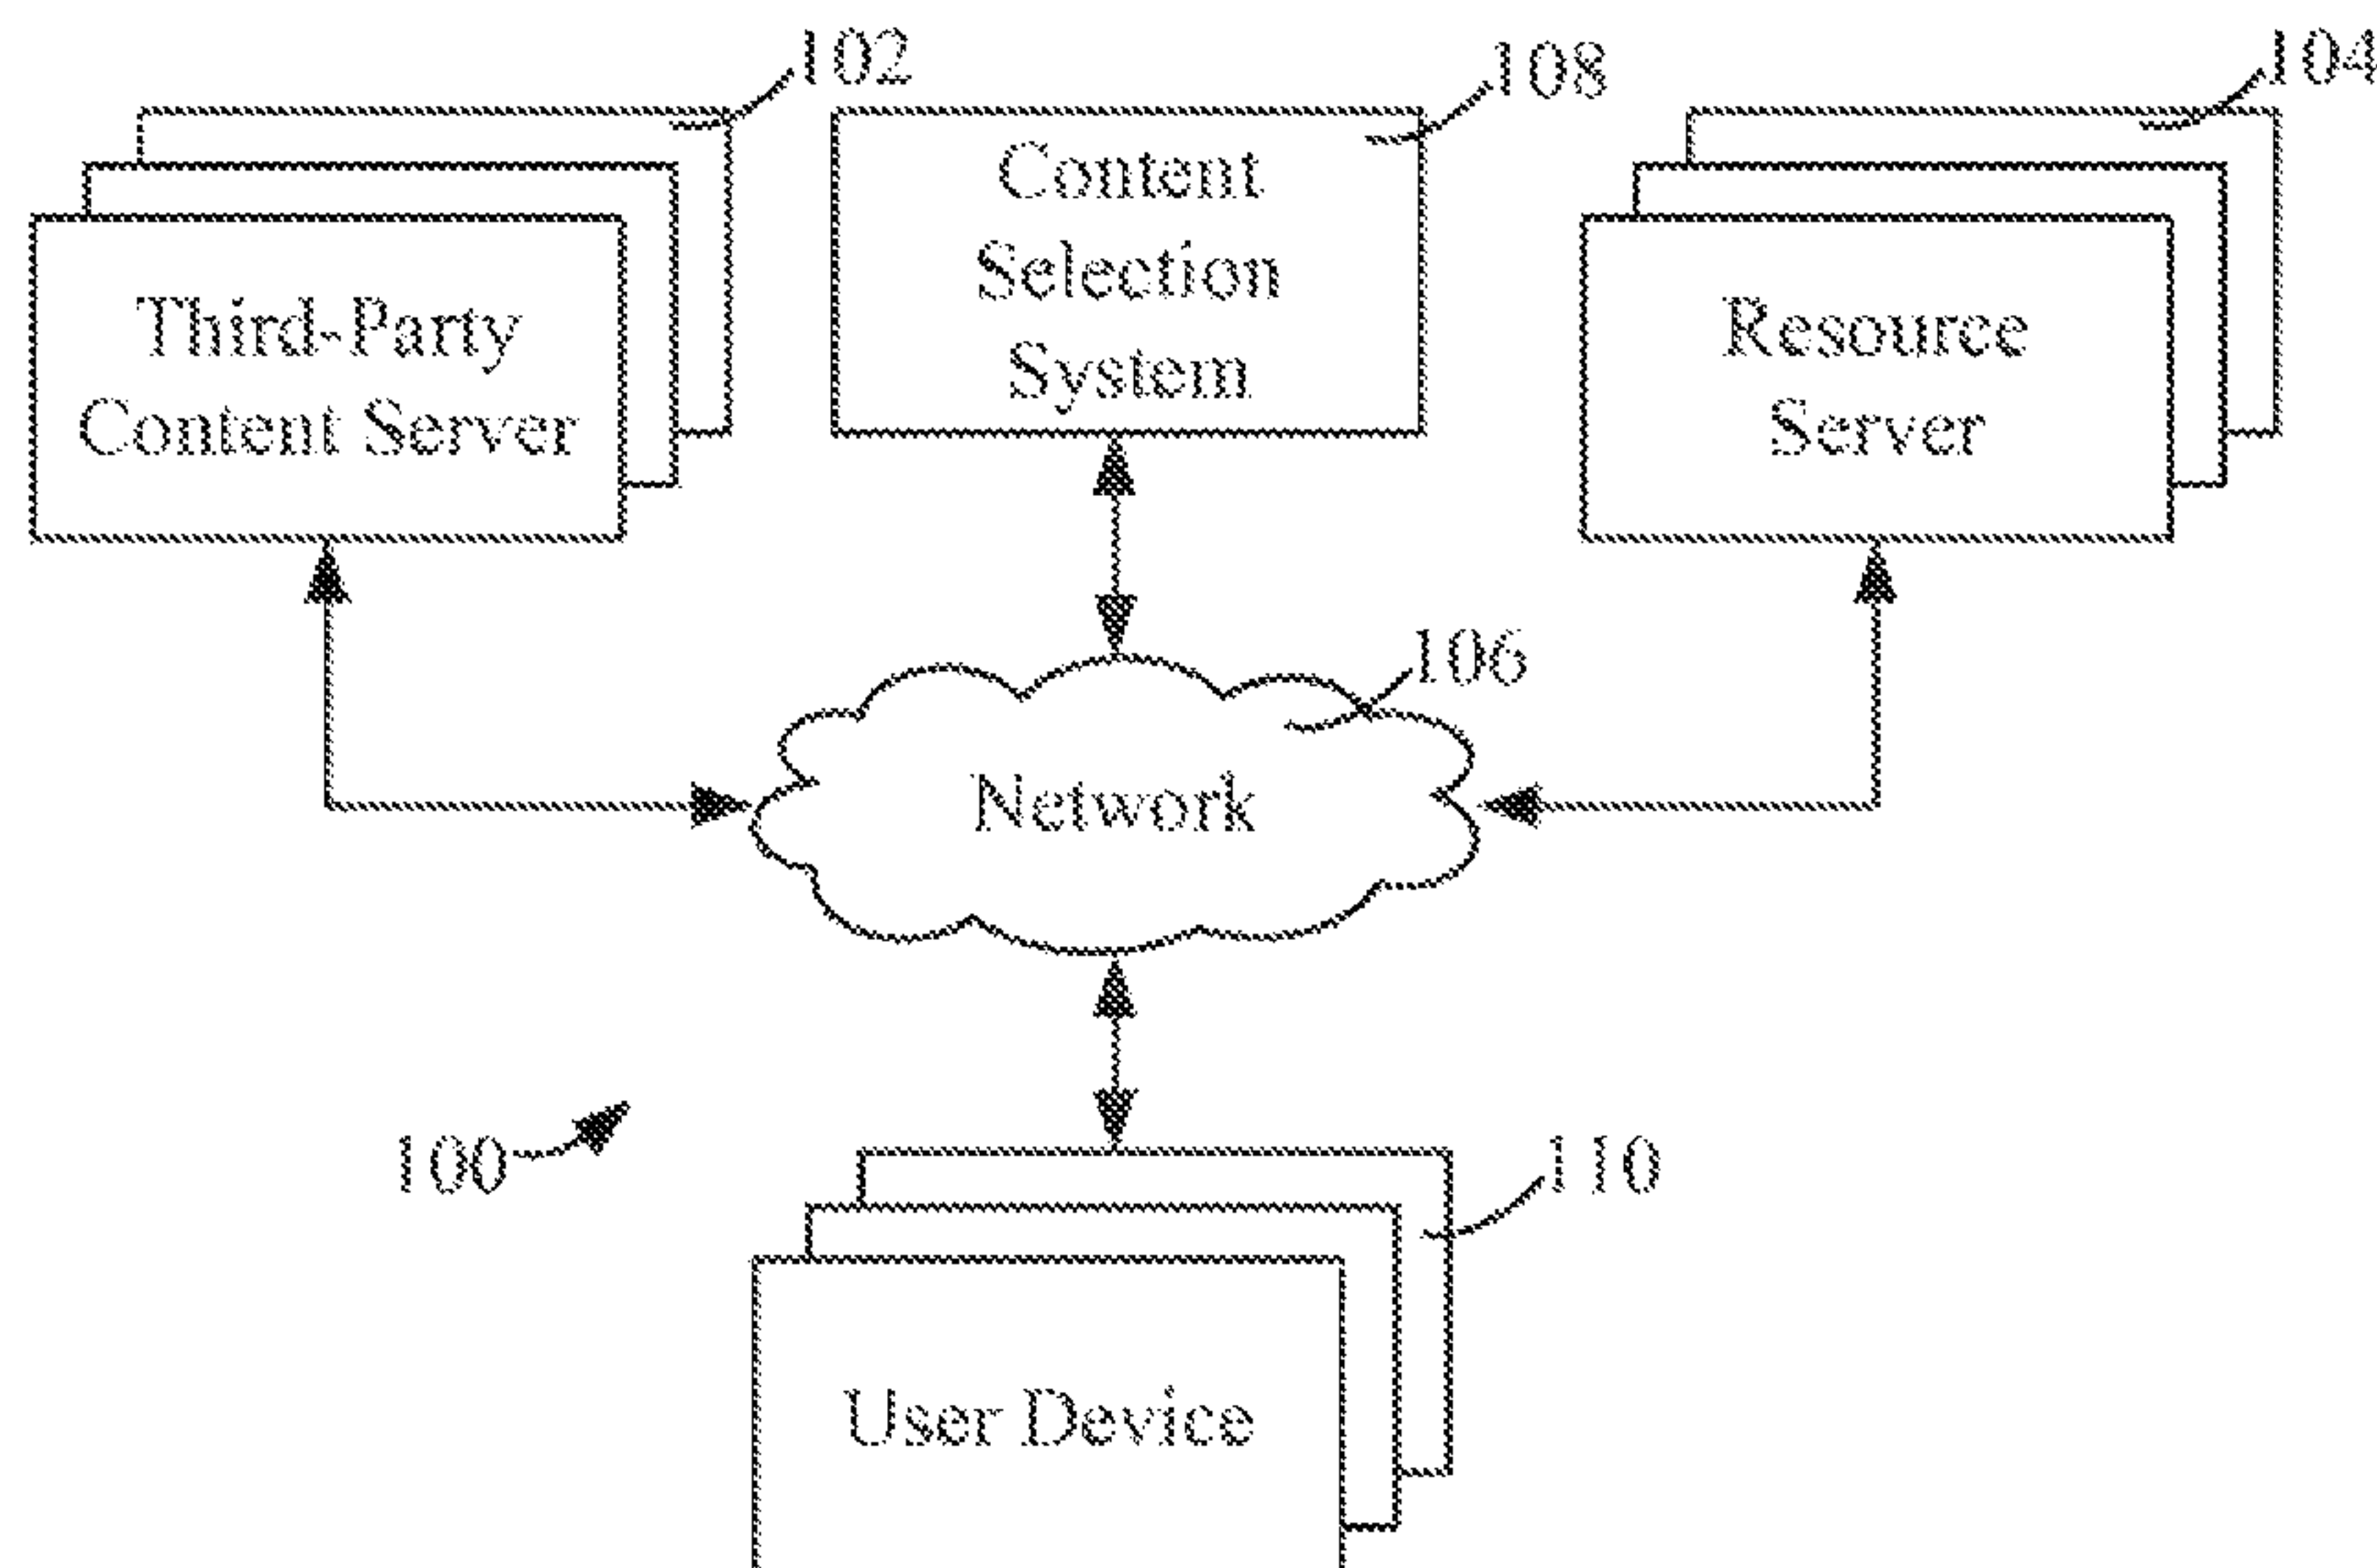 102
108
104
Content
Selection
System
Third-Party
Content Server
Resource
Server
106
Network
100
110
User Device